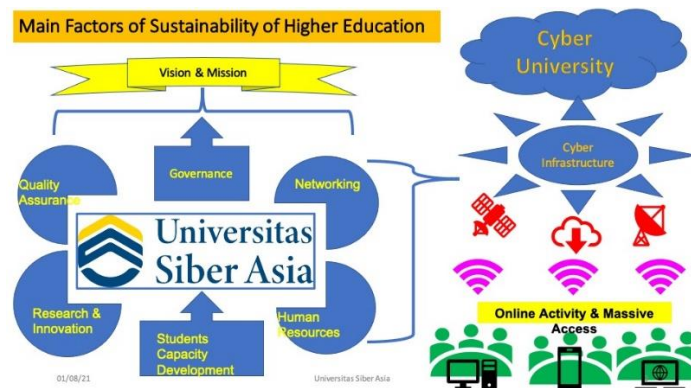 Main Factors of Sustainability of Higher Education
Vision & Mission
Quality
Assurance
Governance
Networking
Universitas
Siber Asia
Research &
Innovation
Students
Capacity
Development
Human
Resources
Cyber
University
Cyber
Infrastructure
Online Activity & Massive
Access
01/08/21
Universitas Siber Asia